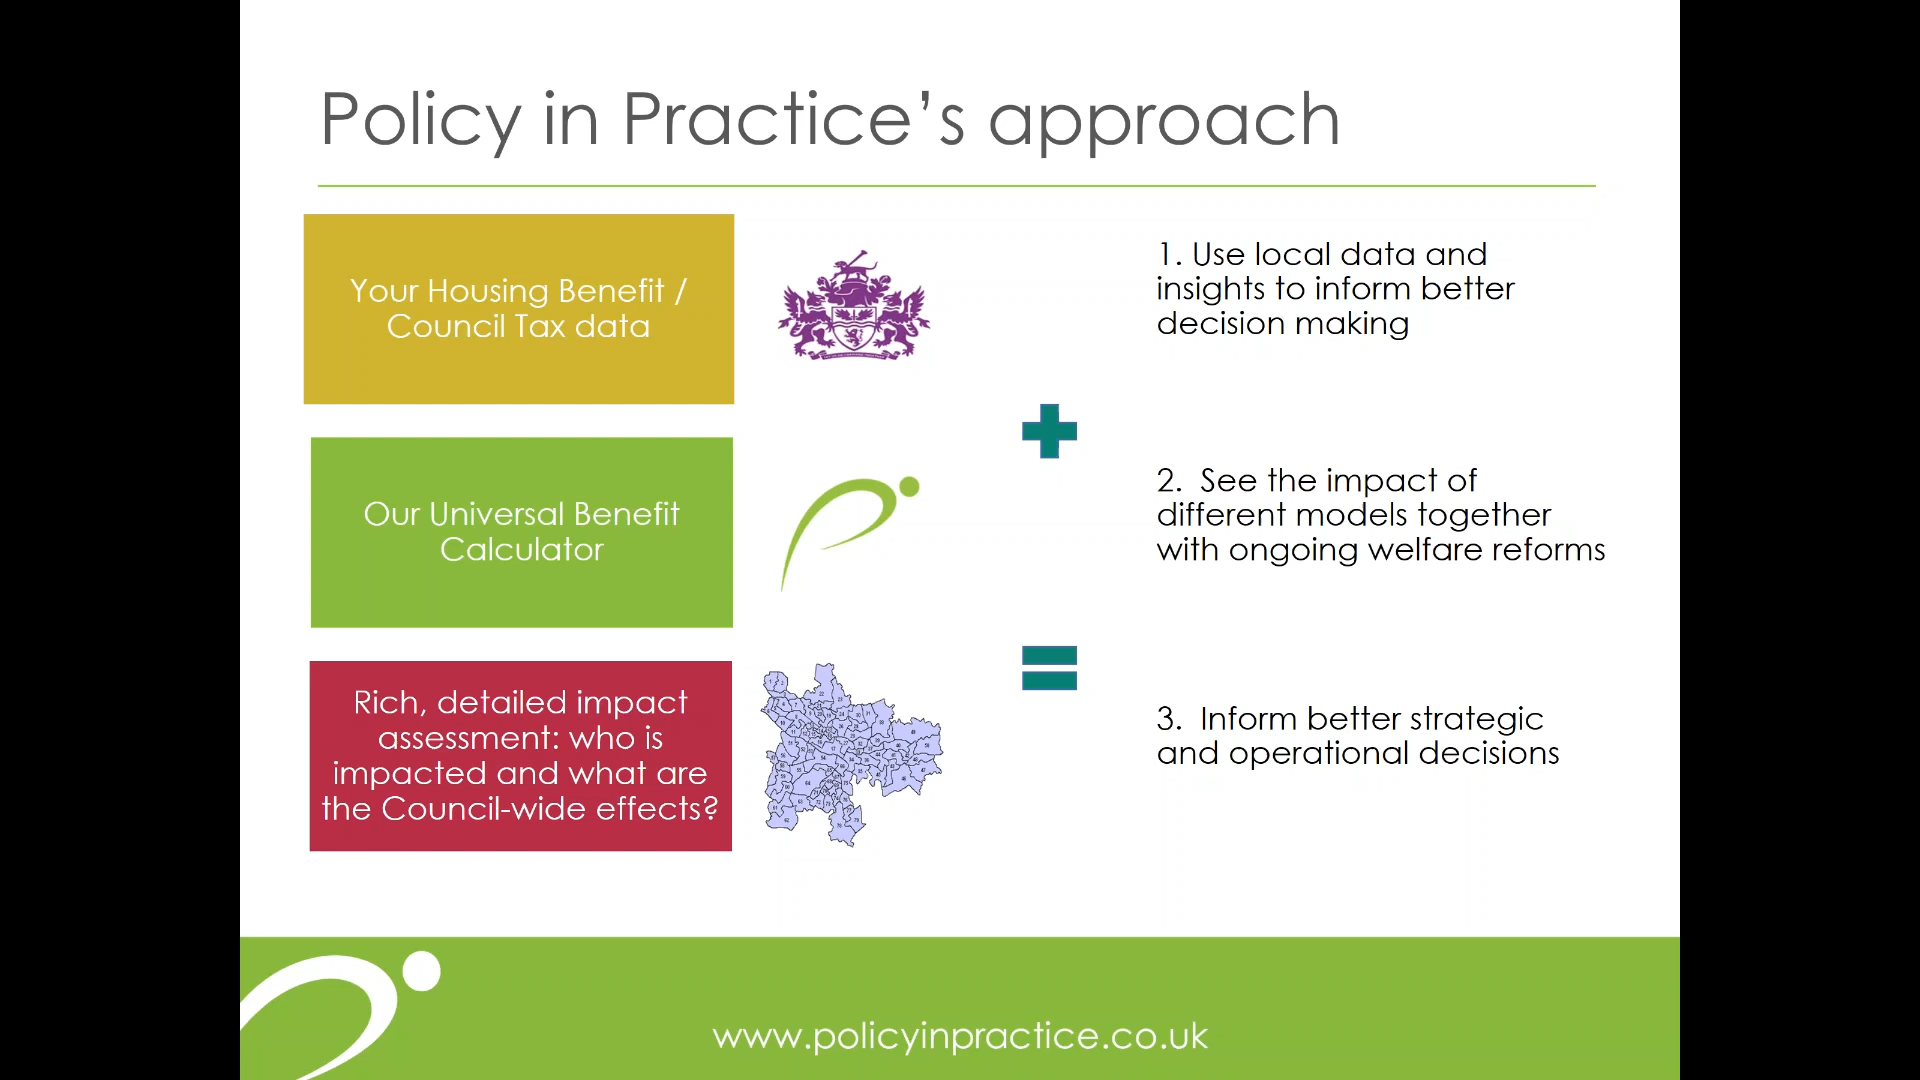 Policy in Practice’s approach
Your Housing Benefit /
Council Tax data
1. Use local data and
insights to inform better
decision making
Our Universal Benefit
Calculator
2.  See the impact of
different models together
with ongoing welfare reforms
Rich, detailed impact
assessment: who is
impacted and what are
the Council-wide effects?
3.  Inform better strategic
and operational decisions
www.policyinpractice.co.uk